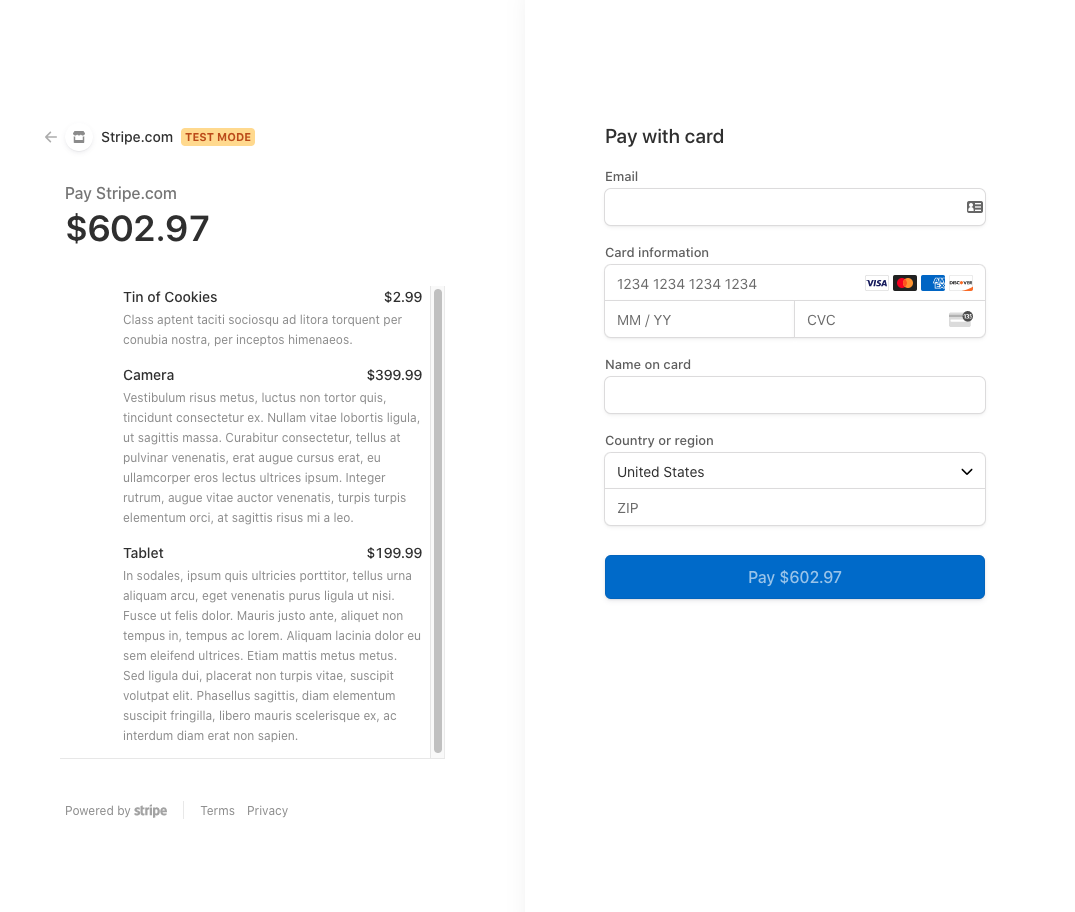 Stripe.com TEST MODE
Pay Stripe.com
$602.97
Tin of Cookies $2.99
Class aptent taciti sociosqu ad litora torquent per
conubia nostra, per inceptos himenaeos.
Camera $399.99
Vestibulum risus metus, luctus non tortor quis,
tincidunt consectetur ex. Nullam vitae lobortis ligula,
ut sagittis massa. Curabitur consectetur, tellus at
pulvinar venenatis, erat augue cursus erat, eu
ullamcorper eros lectus ultrices ipsum. Integer
rutrum, augue vitae auctor venenatis, turpis turpis
elementum orci, at sagittis risus mi a leo.
Tablet $199.99
In sodales, ipsum quis ultricies porttitor, tellus urna
aliquam arcu, eget venenatis purus ligula ut nisi.
Fusce ut felis dolor. Mauris justo ante, aliquet non
tempus in, tempus ac lorem. Aliquam lacinia dolor eu
sem eleifend ultrices. Etiam mattis metus metus.
Sed ligula dui, placerat non turpis vitae, suscipit
volutpat elit. Phasellus sagittis, diam elementum
suscipit fringilla, libero mauris scelerisque ex, ac
interdum diam erat non sapien.
Powered by stripe Terms Privacy
Pay with card
Email
Card information
1234 1234 1234 1234 VISA AMEX DISCOVER
MM / YY CVC 135
Name on card
Country or region
United States
ZIP
Pay $602.97